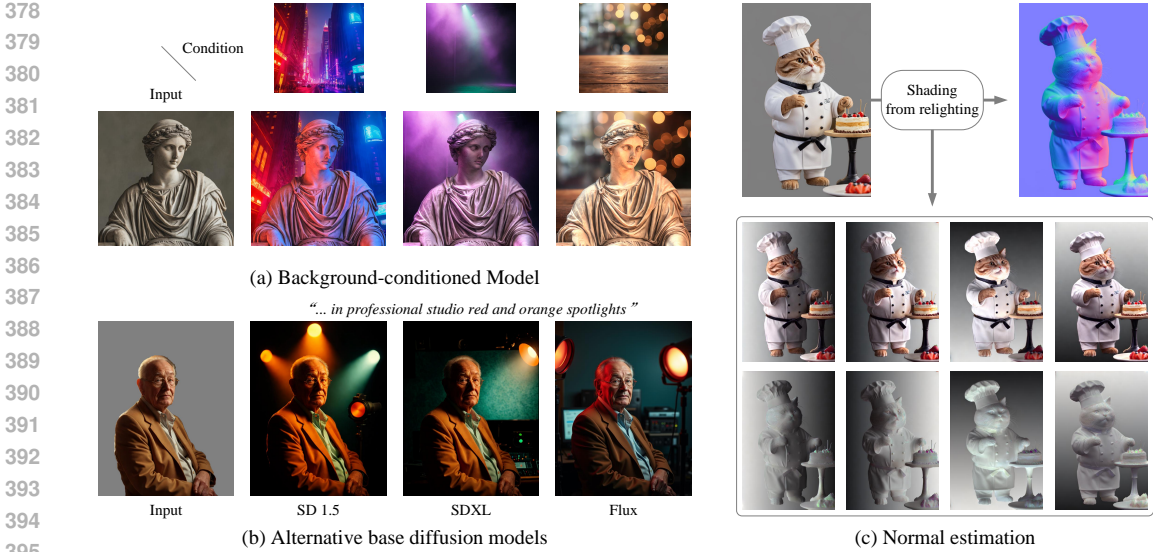 378
379
380
381
382
383
384
385
386
387
388
389
390
391
392
393
394
395
Condition
Input
(a) Background-conditioned Model
“... in professional studio red and orange spotlights ”
Input
SD 1.5
SDXL
Flux
(b) Alternative base diffusion models
Shading
from relighting
(c) Normal estimation